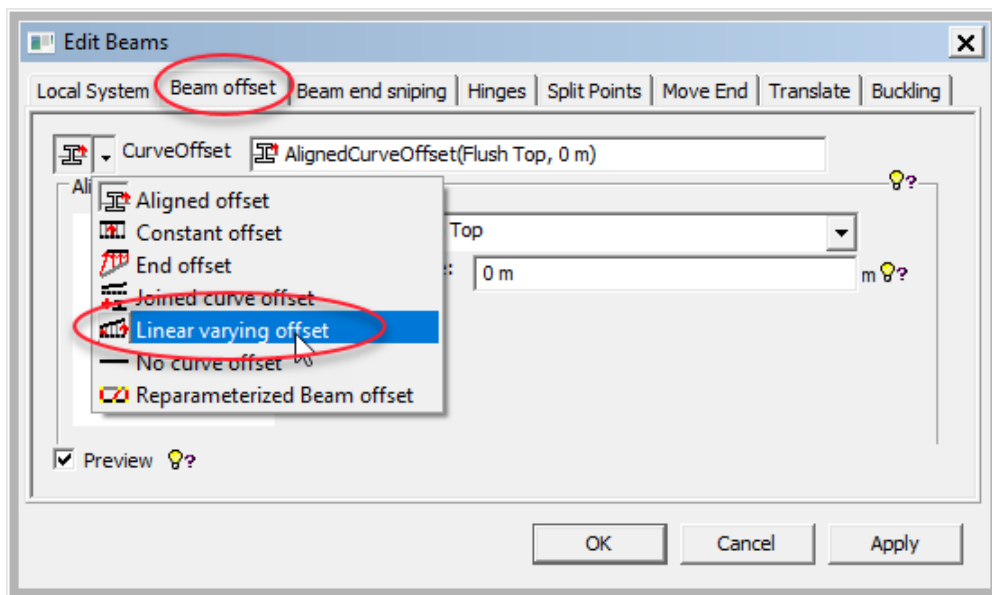 Edit Beams
Local System Beam offset Beam end sniping Hinges Split Points Move End Translate Buckling
CurveOffset AlignedCurveOffset(Flush Top, 0 m)
Ali
Aligned offset
Constant offset
Top
End offset
: 0 m m
Joined curve offset
Linear varying offset
No curve offset
Reparameterized Beam offset
Preview
OK Cancel Apply